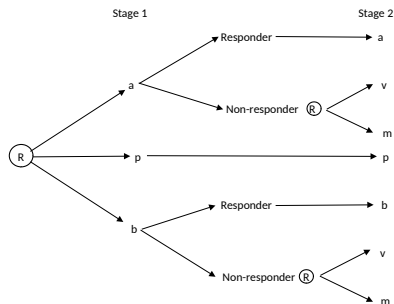 Stage 1 Stage 2
Responder a
a v
Non-responder R
m
R p p
Responder b
b
v
Non-responder R
m